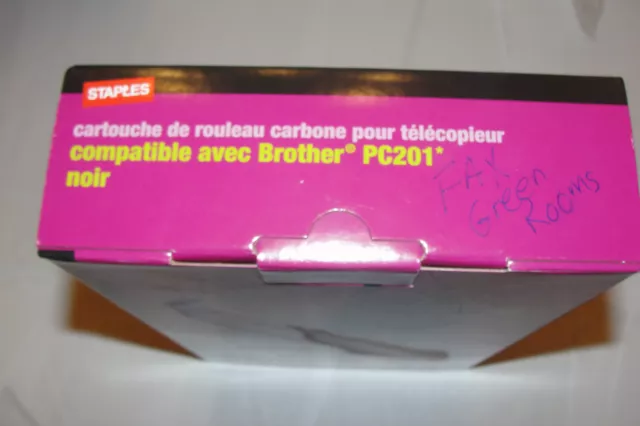 STAPLES
cartouche de rouleau carbone pour télécopieur
compatible avec Brother® PC201*
noir
FAX
Green
Rooms